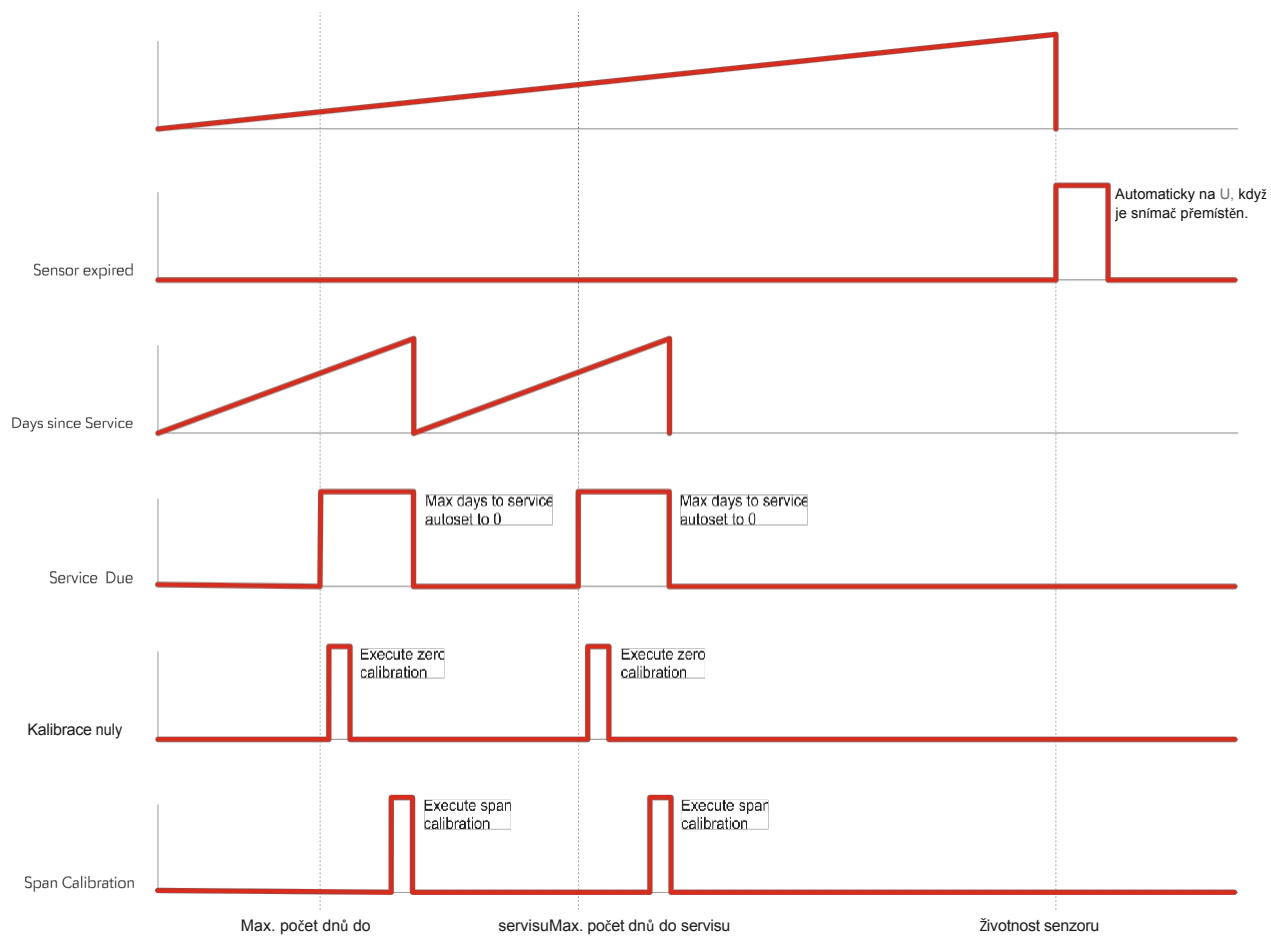 Automaticky na U, když
je snímač přemístěn.
Sensor expired
Days since Service
Max days to service
autoset to 0
Max days to service
autoset to 0
Service Due
Execute zero
calibration
Execute zero
calibration
Kalibrace nuly
Execute span
calibration
Execute span
calibration
Span Calibration
Max. počet dnů do
servisuMax. počet dnů do servisu
životnost senzoru